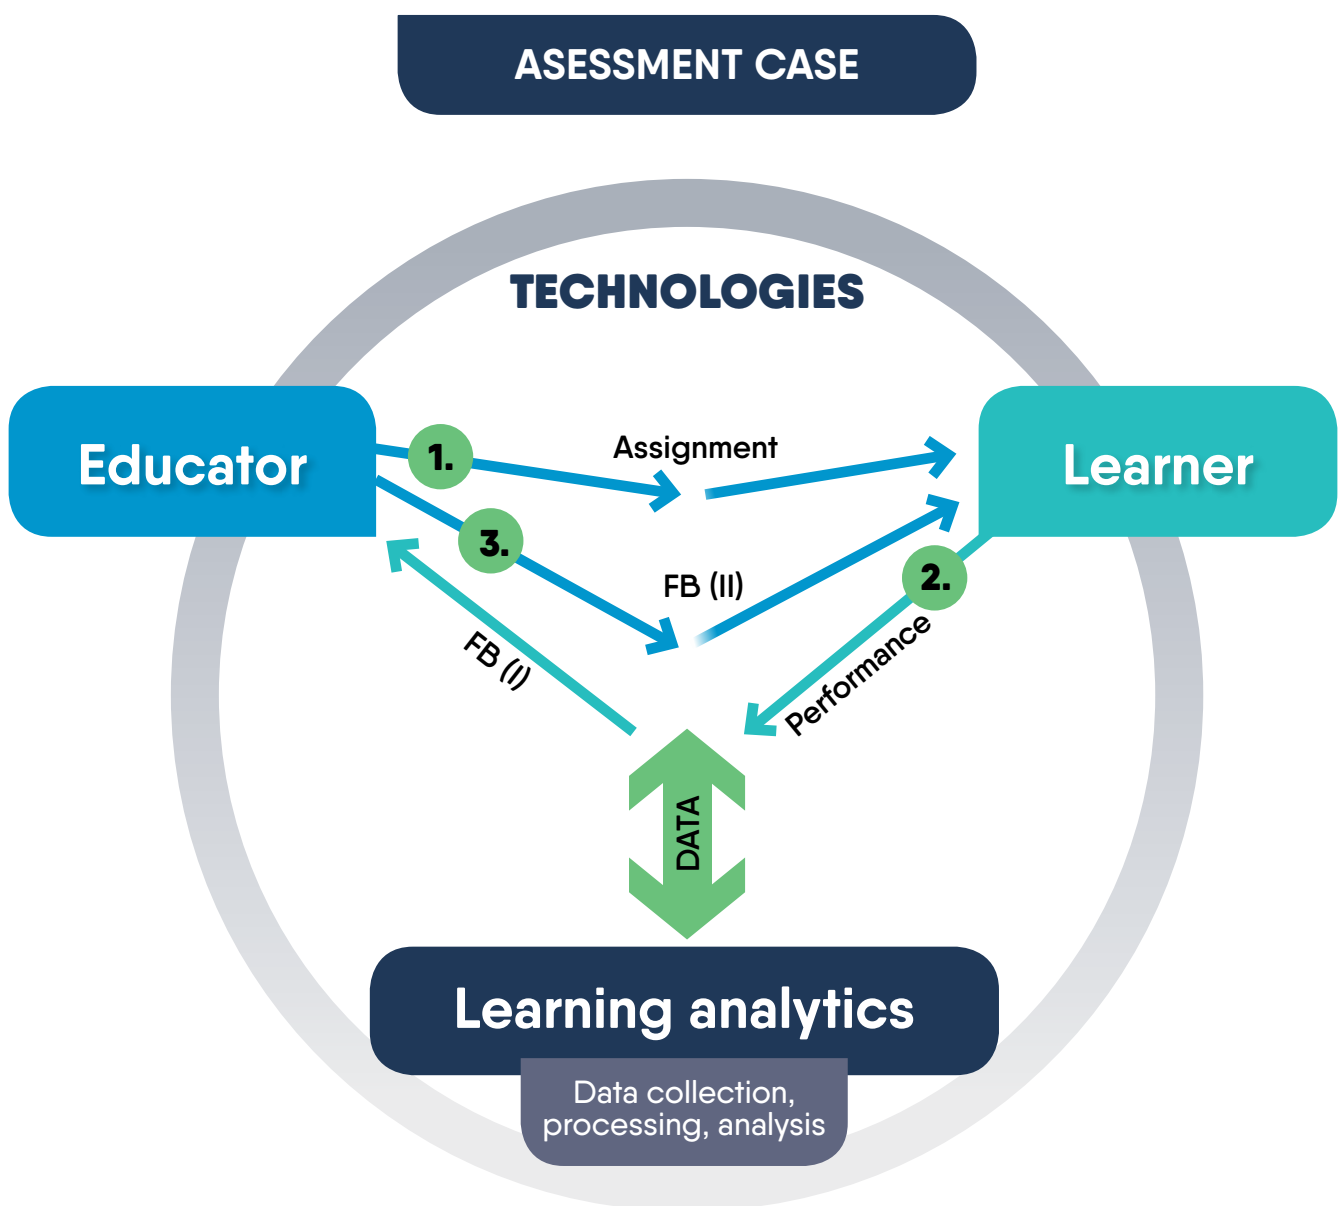 ASESSMENT CASE
TECHNOLOGIES
Educator
Learner
1.
Assignment
3.
FB (II)
2.
FB (I)
Performance
DATA
Learning analytics
Data collection,
processing, analysis